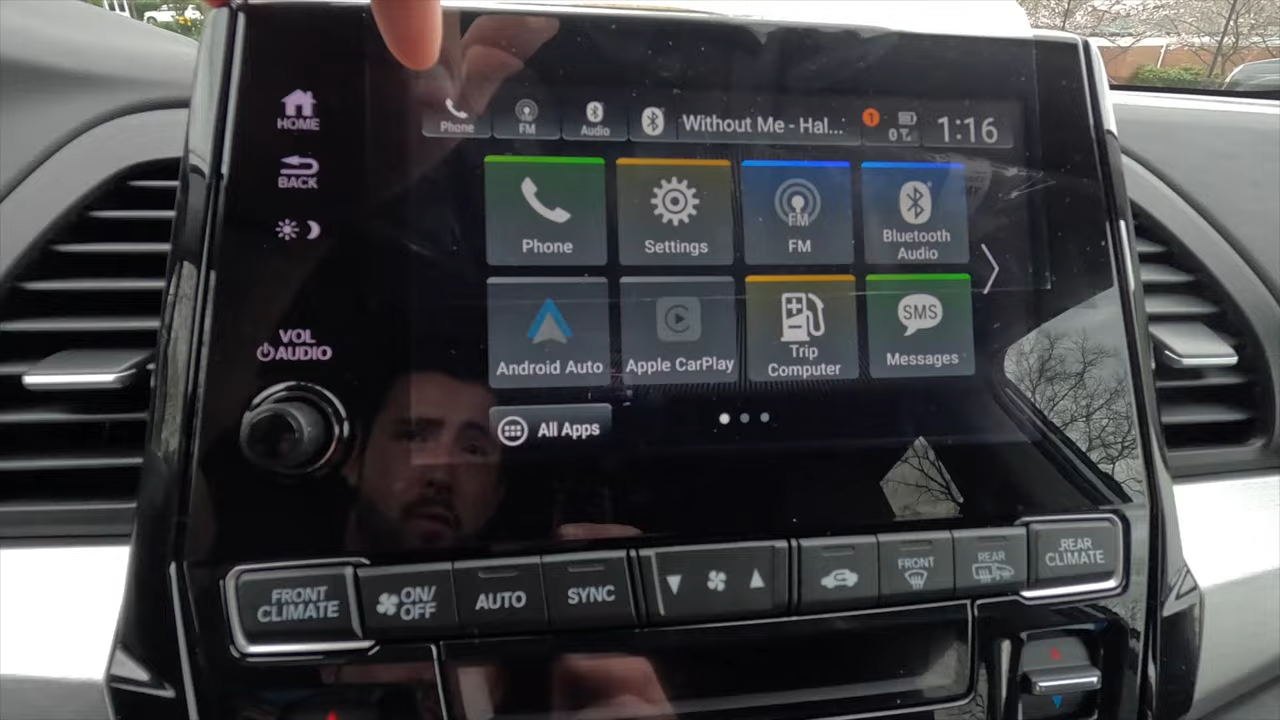 HOME
BACK
VOL
AUDIO
Phone
FM
Audio
Without Me - Hal...
1
1:16
Phone
Settings
FM
FM
Bluetooth
Audio
Android Auto
Apple CarPlay
Trip
Computer
SMS
Messages
All Apps
FRONT
CLIMATE
ON/
OFF
AUTO
SYNC
FRONT
REAR
REAR
CLIMATE